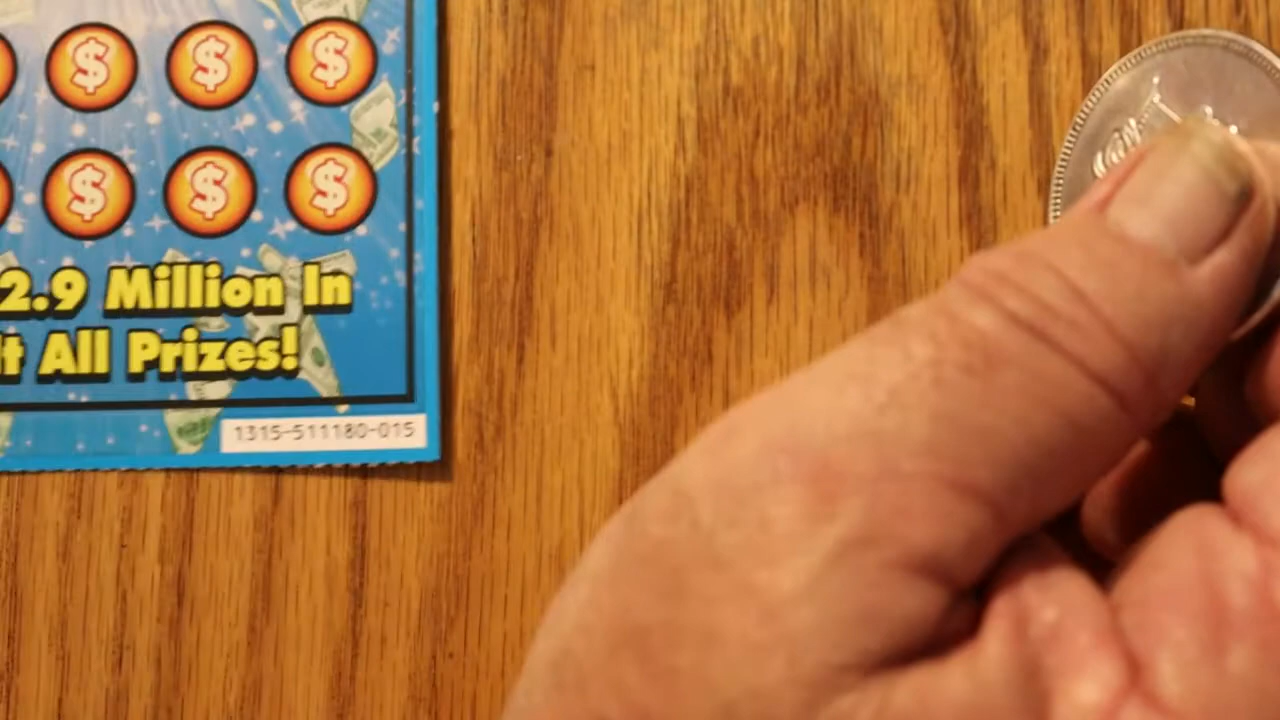 $ $ $
$ $ $
2.9 Million In
t All Prizes!
1315-511180-015